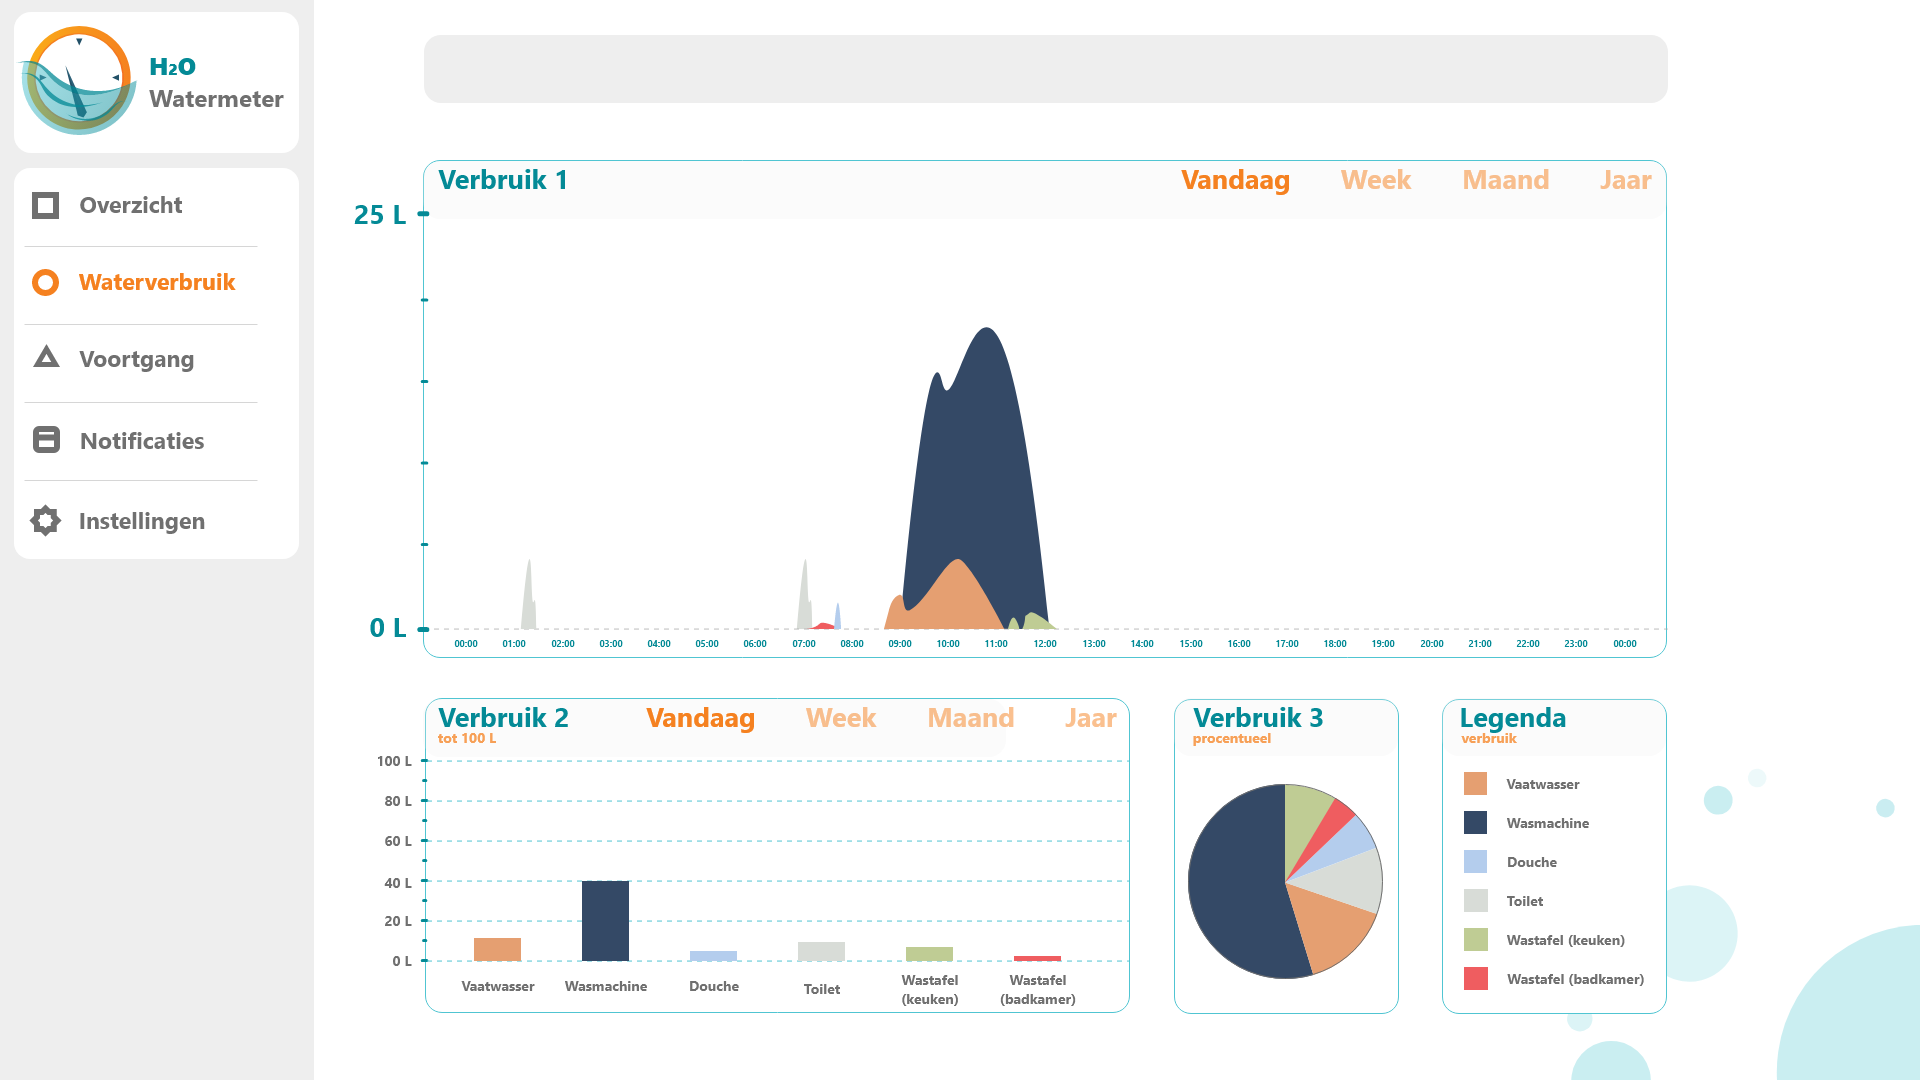 H₂O
Watermeter
Overzicht
Waterverbruik
Voortgang
Notificaties
Instellingen
Verbruik 1
Vandaag Week Maand Jaar
25 L
0 L
00:00 01:00 02:00 03:00 04:00 05:00 06:00 07:00 08:00 09:00 10:00 11:00 12:00 13:00 14:00 15:00 16:00 17:00 18:00 19:00 20:00 21:00 22:00 23:00 00:00
Verbruik 2
Vandaag Week Maand Jaar
tot 100 L
100 L
80 L
60 L
40 L
20 L
0 L
Vaatwasser Wasmachine Douche Toilet Wastafel (keuken) Wastafel (badkamer)
Verbruik 3
procentueel
Legenda
verbruik
Vaatwasser
Wasmachine
Douche
Toilet
Wastafel (keuken)
Wastafel (badkamer)